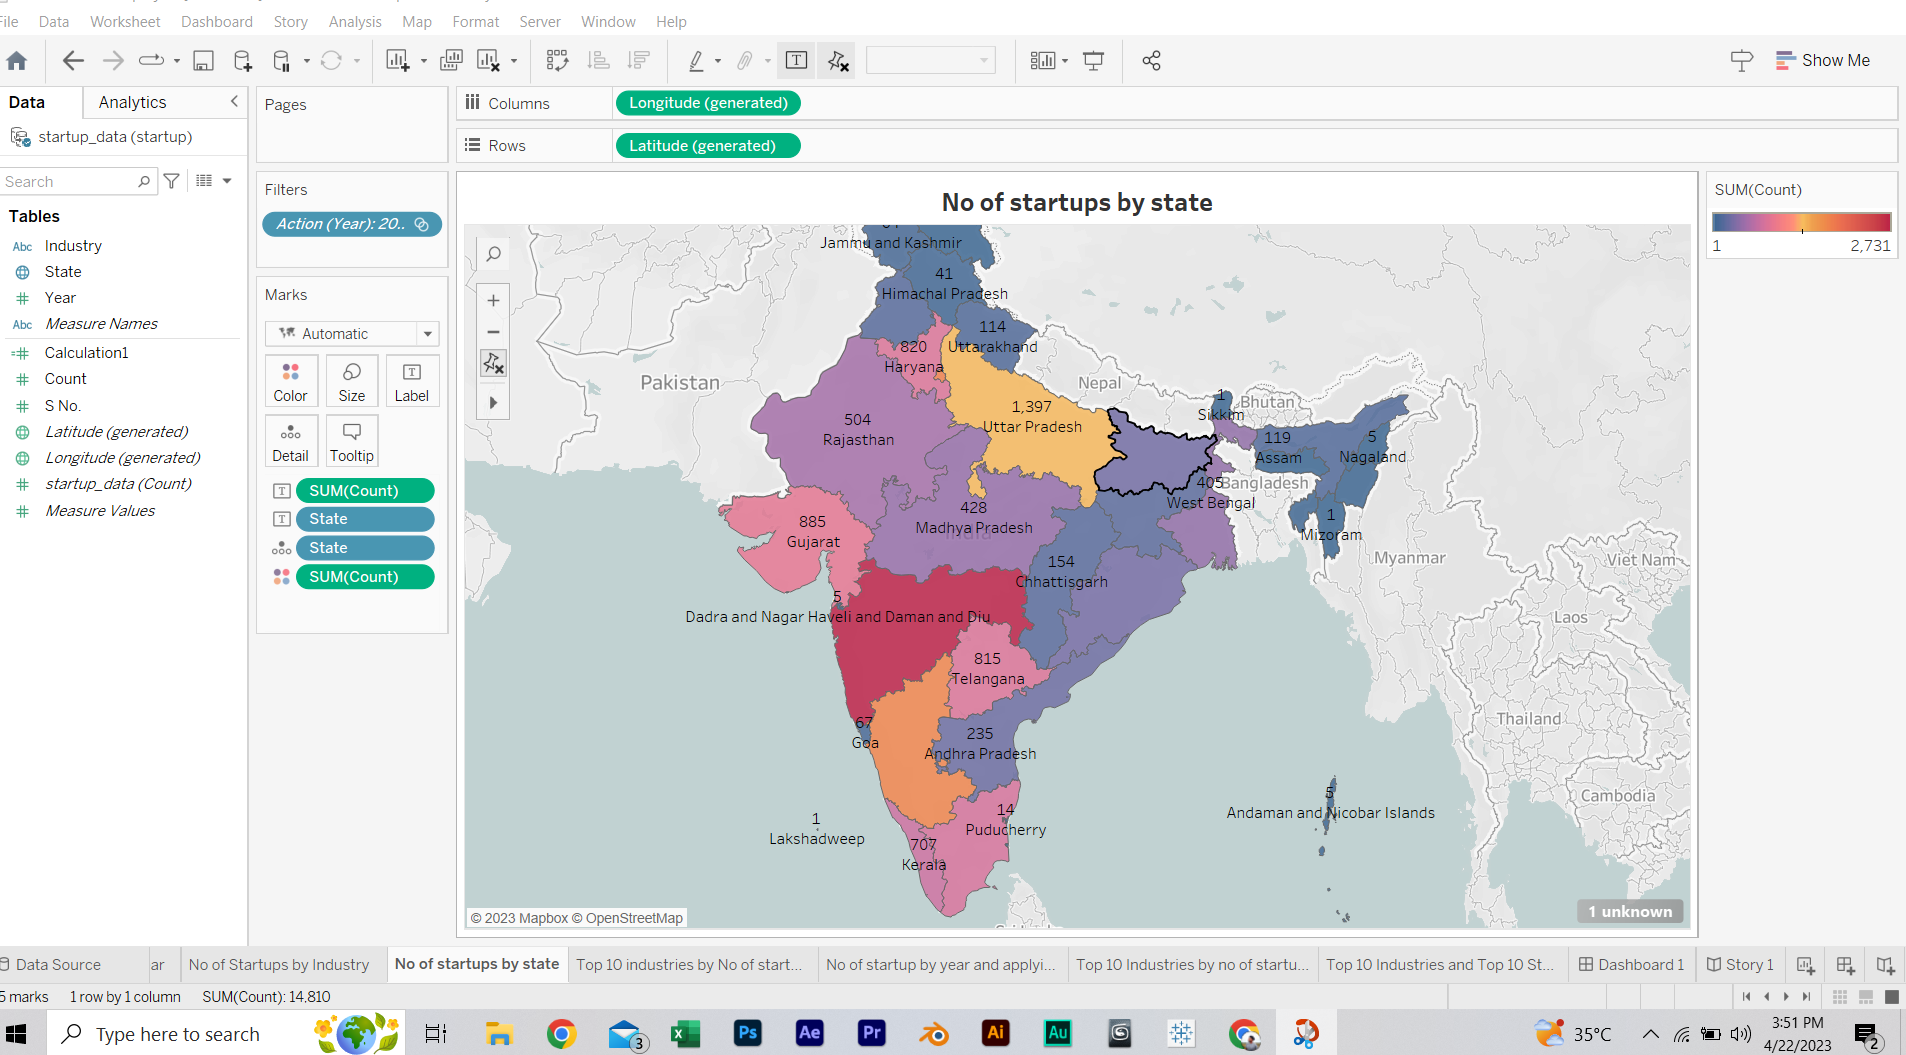 File Data Worksheet Dashboard Story Analysis Map Format Server Window Help
Show Me
Data Analytics
startup_data (startup)
Search
Tables
Abc Industry
State
Year
Abc Measure Names
Calculation1
Count
S No.
Latitude (generated)
Longitude (generated)
startup_data (Count)
Measure Values
Pages
Filters
Action (Year): 20..
Marks
Automatic
Color Size Label
Detail Tooltip
SUM(Count)
State
State
SUM(Count)
Columns Longitude (generated)
Rows Latitude (generated)
No of startups by state
Jammu and Kashmir
41
Himachal Pradesh
114
Uttarakhand
820
Haryana
Pakistan
Nepal
1
Sikkim
Bhutan
504
Rajasthan
1,397
Uttar Pradesh
119
Assam
5
Nagaland
405
West Bengal
Bangladesh
428
Madhya Pradesh
India
885
Gujarat
1
Mizoram
Myanmar
Viet Nam
154
Chhattisgarh
5
Dadra and Nagar Haveli and Daman and Diu
Laos
815
Telangana
67
Goa
235
Andhra Pradesh
Thailand
Cambodia
5
Andaman and Nicobar Islands
14
Puducherry
1
Lakshadweep
707
Kerala
© 2023 Mapbox © OpenStreetMap
1 unknown
SUM(Count)
1 2,731
Data Source ar No of Startups by Industry No of startups by state Top 10 industries by No of start... No of startup by year and applyi... Top 10 Industries by no of startu... Top 10 Industries and Top 10 St... Dashboard 1 Story 1
5 marks 1 row by 1 column SUM(Count): 14,810
Type here to search
3
Ps Ae Pr Ai Au
35°C
3:51 PM
4/22/2023
2